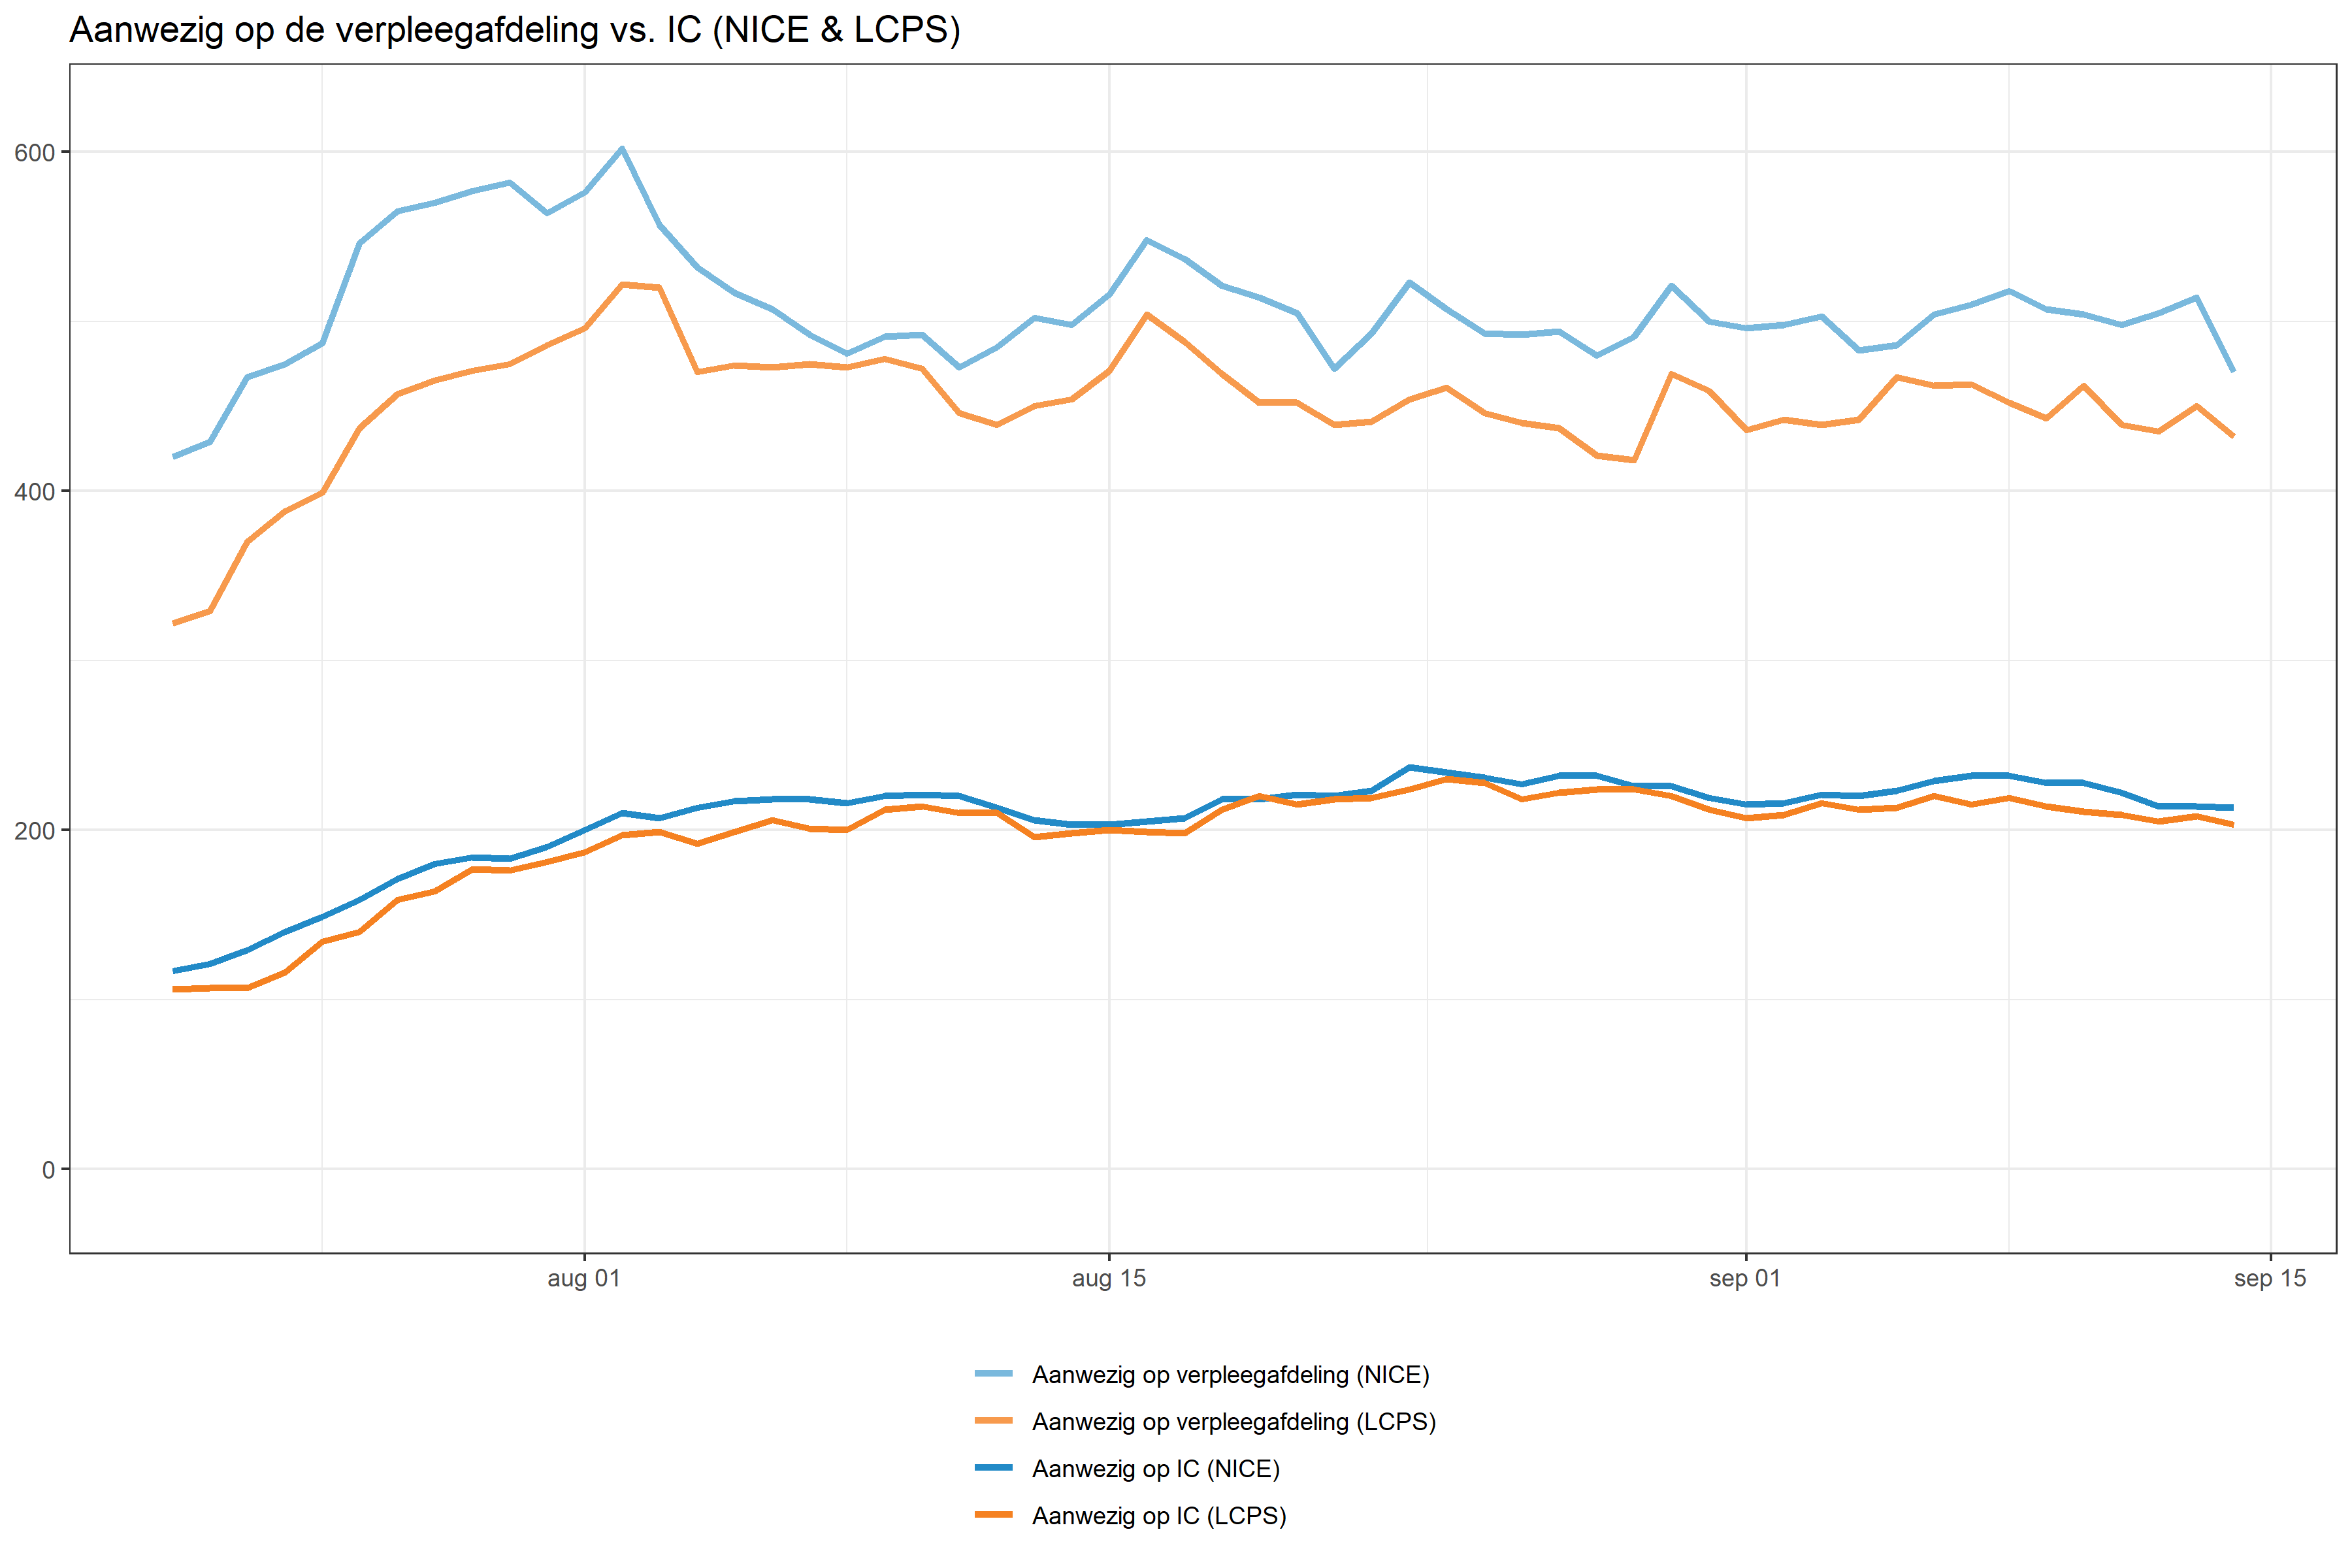 Aanwezig op de verpleegafdeling vs. IC (NICE & LCPS)
600
400
200
0
aug 01
aug 15
sep 01
sep 15
Aanwezig op verpleegafdeling (NICE)
Aanwezig op verpleegafdeling (LCPS)
Aanwezig op IC (NICE)
Aanwezig op IC (LCPS)